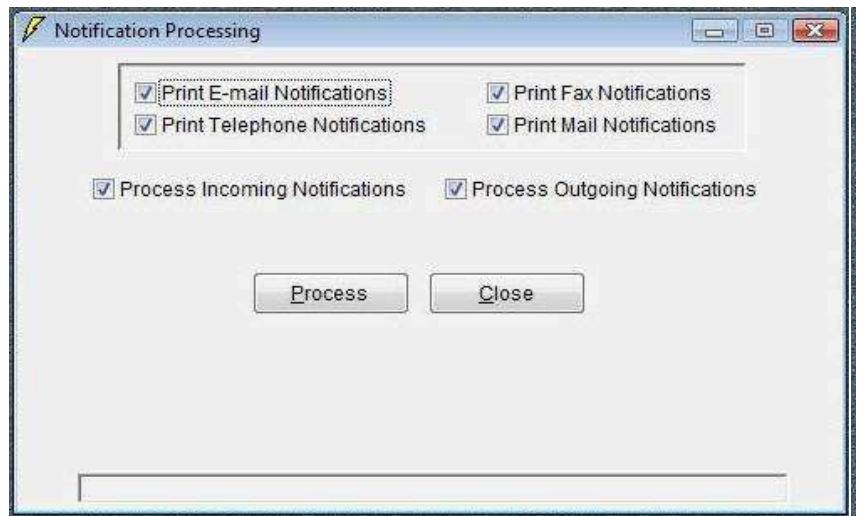 Notification Processing
Print E-mail Notifications Print Fax Notifications
Print Telephone Notifications Print Mail Notifications
Process Incoming Notifications Process Outgoing Notifications
Process Close